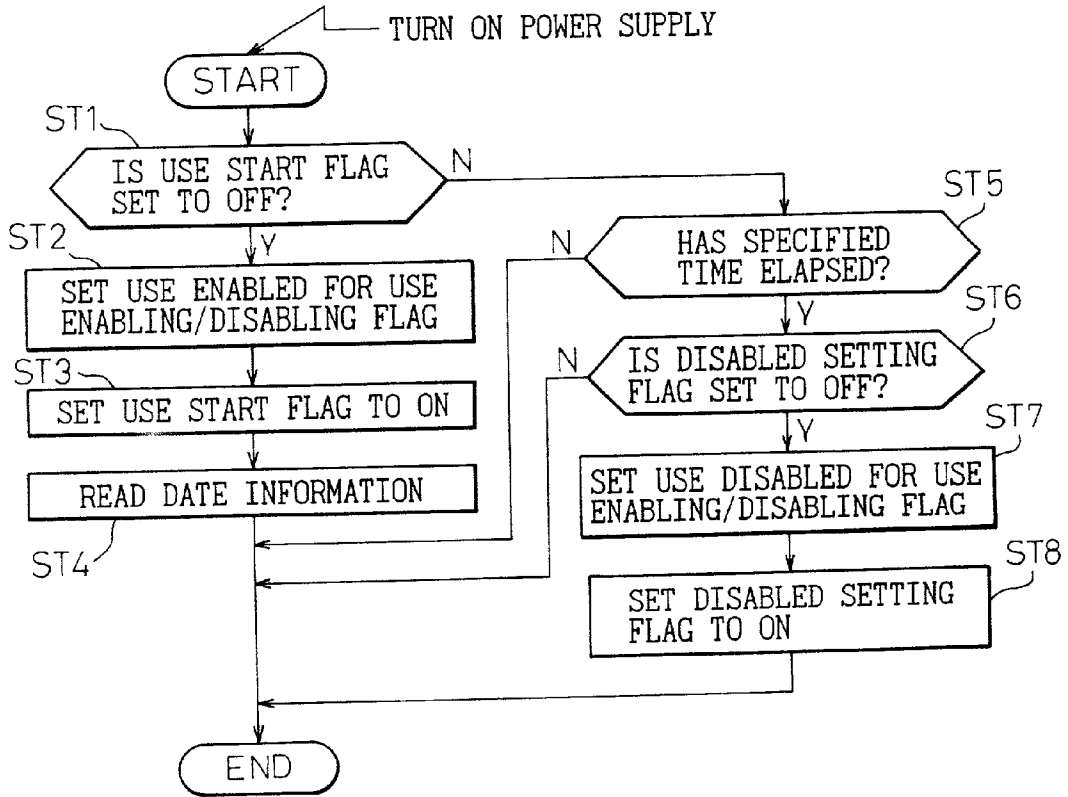 TURN ON POWER SUPPLY
START
ST1
IS USE START FLAG
SET TO OFF?
N
Y
ST2
SET USE ENABLED FOR USE
ENABLING/DISABLING FLAG
ST3
SET USE START FLAG TO ON
READ DATE INFORMATION
ST4
ST5
HAS SPECIFIED
TIME ELAPSED?
N
Y
ST6
IS DISABLED SETTING
FLAG SET TO OFF?
N
Y
ST7
SET USE DISABLED FOR USE
ENABLING/DISABLING FLAG
ST8
SET DISABLED SETTING
FLAG TO ON
END